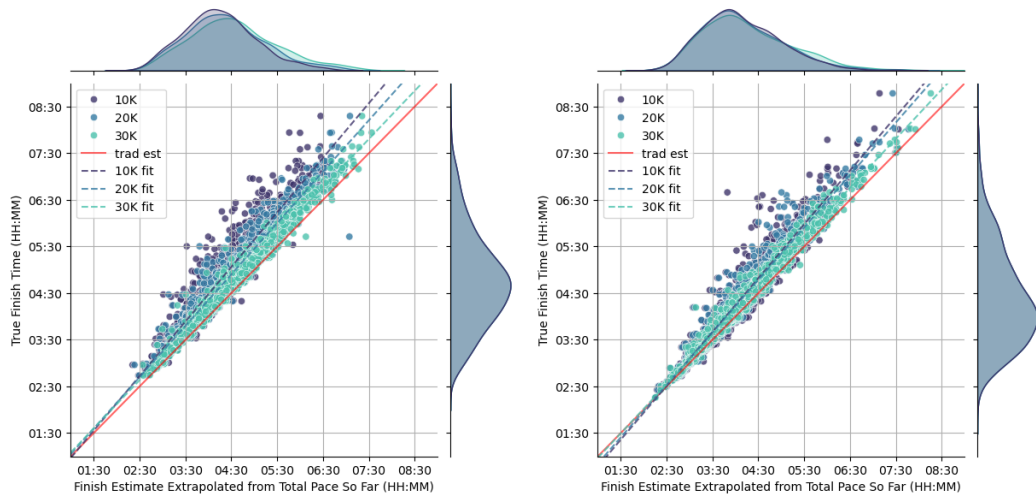 08:30
07:30
06:30
05:30
04:30
03:30
02:30
01:30
True Finish Time (HH:MM)
10K
20K
30K
trad est
10K fit
20K fit
30K fit
01:30 02:30 03:30 04:30 05:30 06:30 07:30 08:30
Finish Estimate Extrapolated from Total Pace So Far (HH:MM)
08:30
07:30
06:30
05:30
04:30
03:30
02:30
01:30
True Finish Time (HH:MM)
10K
20K
30K
trad est
10K fit
20K fit
30K fit
01:30 02:30 03:30 04:30 05:30 06:30 07:30 08:30
Finish Estimate Extrapolated from Total Pace So Far (HH:MM)